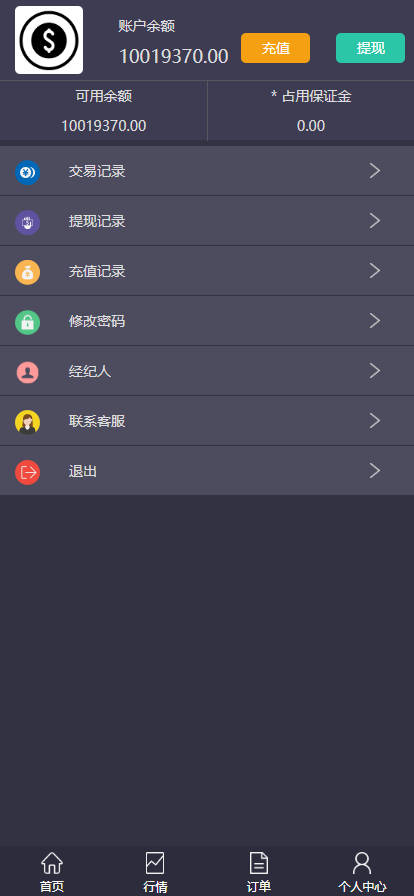 账户余额
10019370.00
充值
提现
可用余额
* 占用保证金
10019370.00
0.00
交易记录
提现记录
充值记录
修改密码
经纪人
联系客服
退出
首页
行情
订单
个人中心